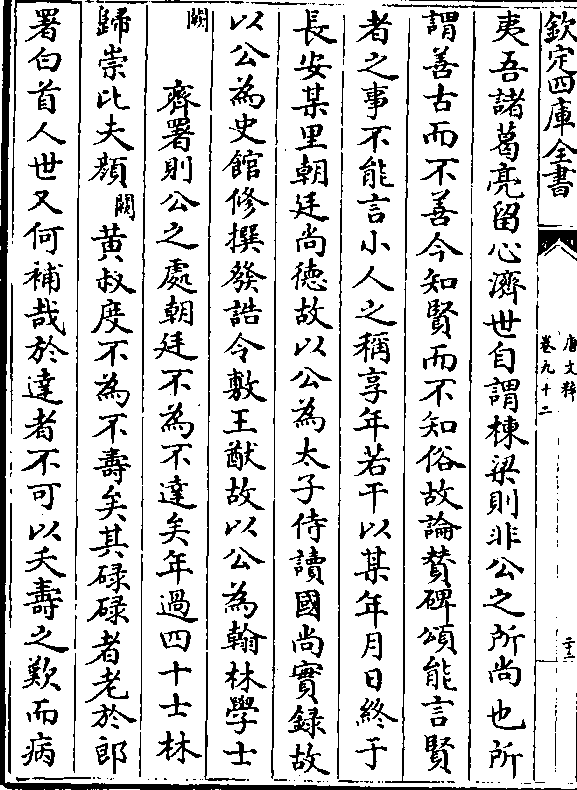 欽定四庫全書
唐文粹
卷九十二
二十二
夷吾諸葛亮留心濟世自謂棟梁則非公之所尚也所
謂善古而不善今知賢而不知俗故論贊碑頌能言賢
者之事不能言小人之稱享年若干以某年月日終于
長安某里朝廷尚德故以公為太子侍讀國尚實録故
以公為史館修撰發誥令敷王猷故以公為翰林學士
闕 齊署則公之處朝廷不為不達矣年過四十士林
歸崇比夫顔 闕 黄叔度不為不壽矣其碌碌者老於郎
署白首人世又何補哉於達者不可以夭壽之歎而病